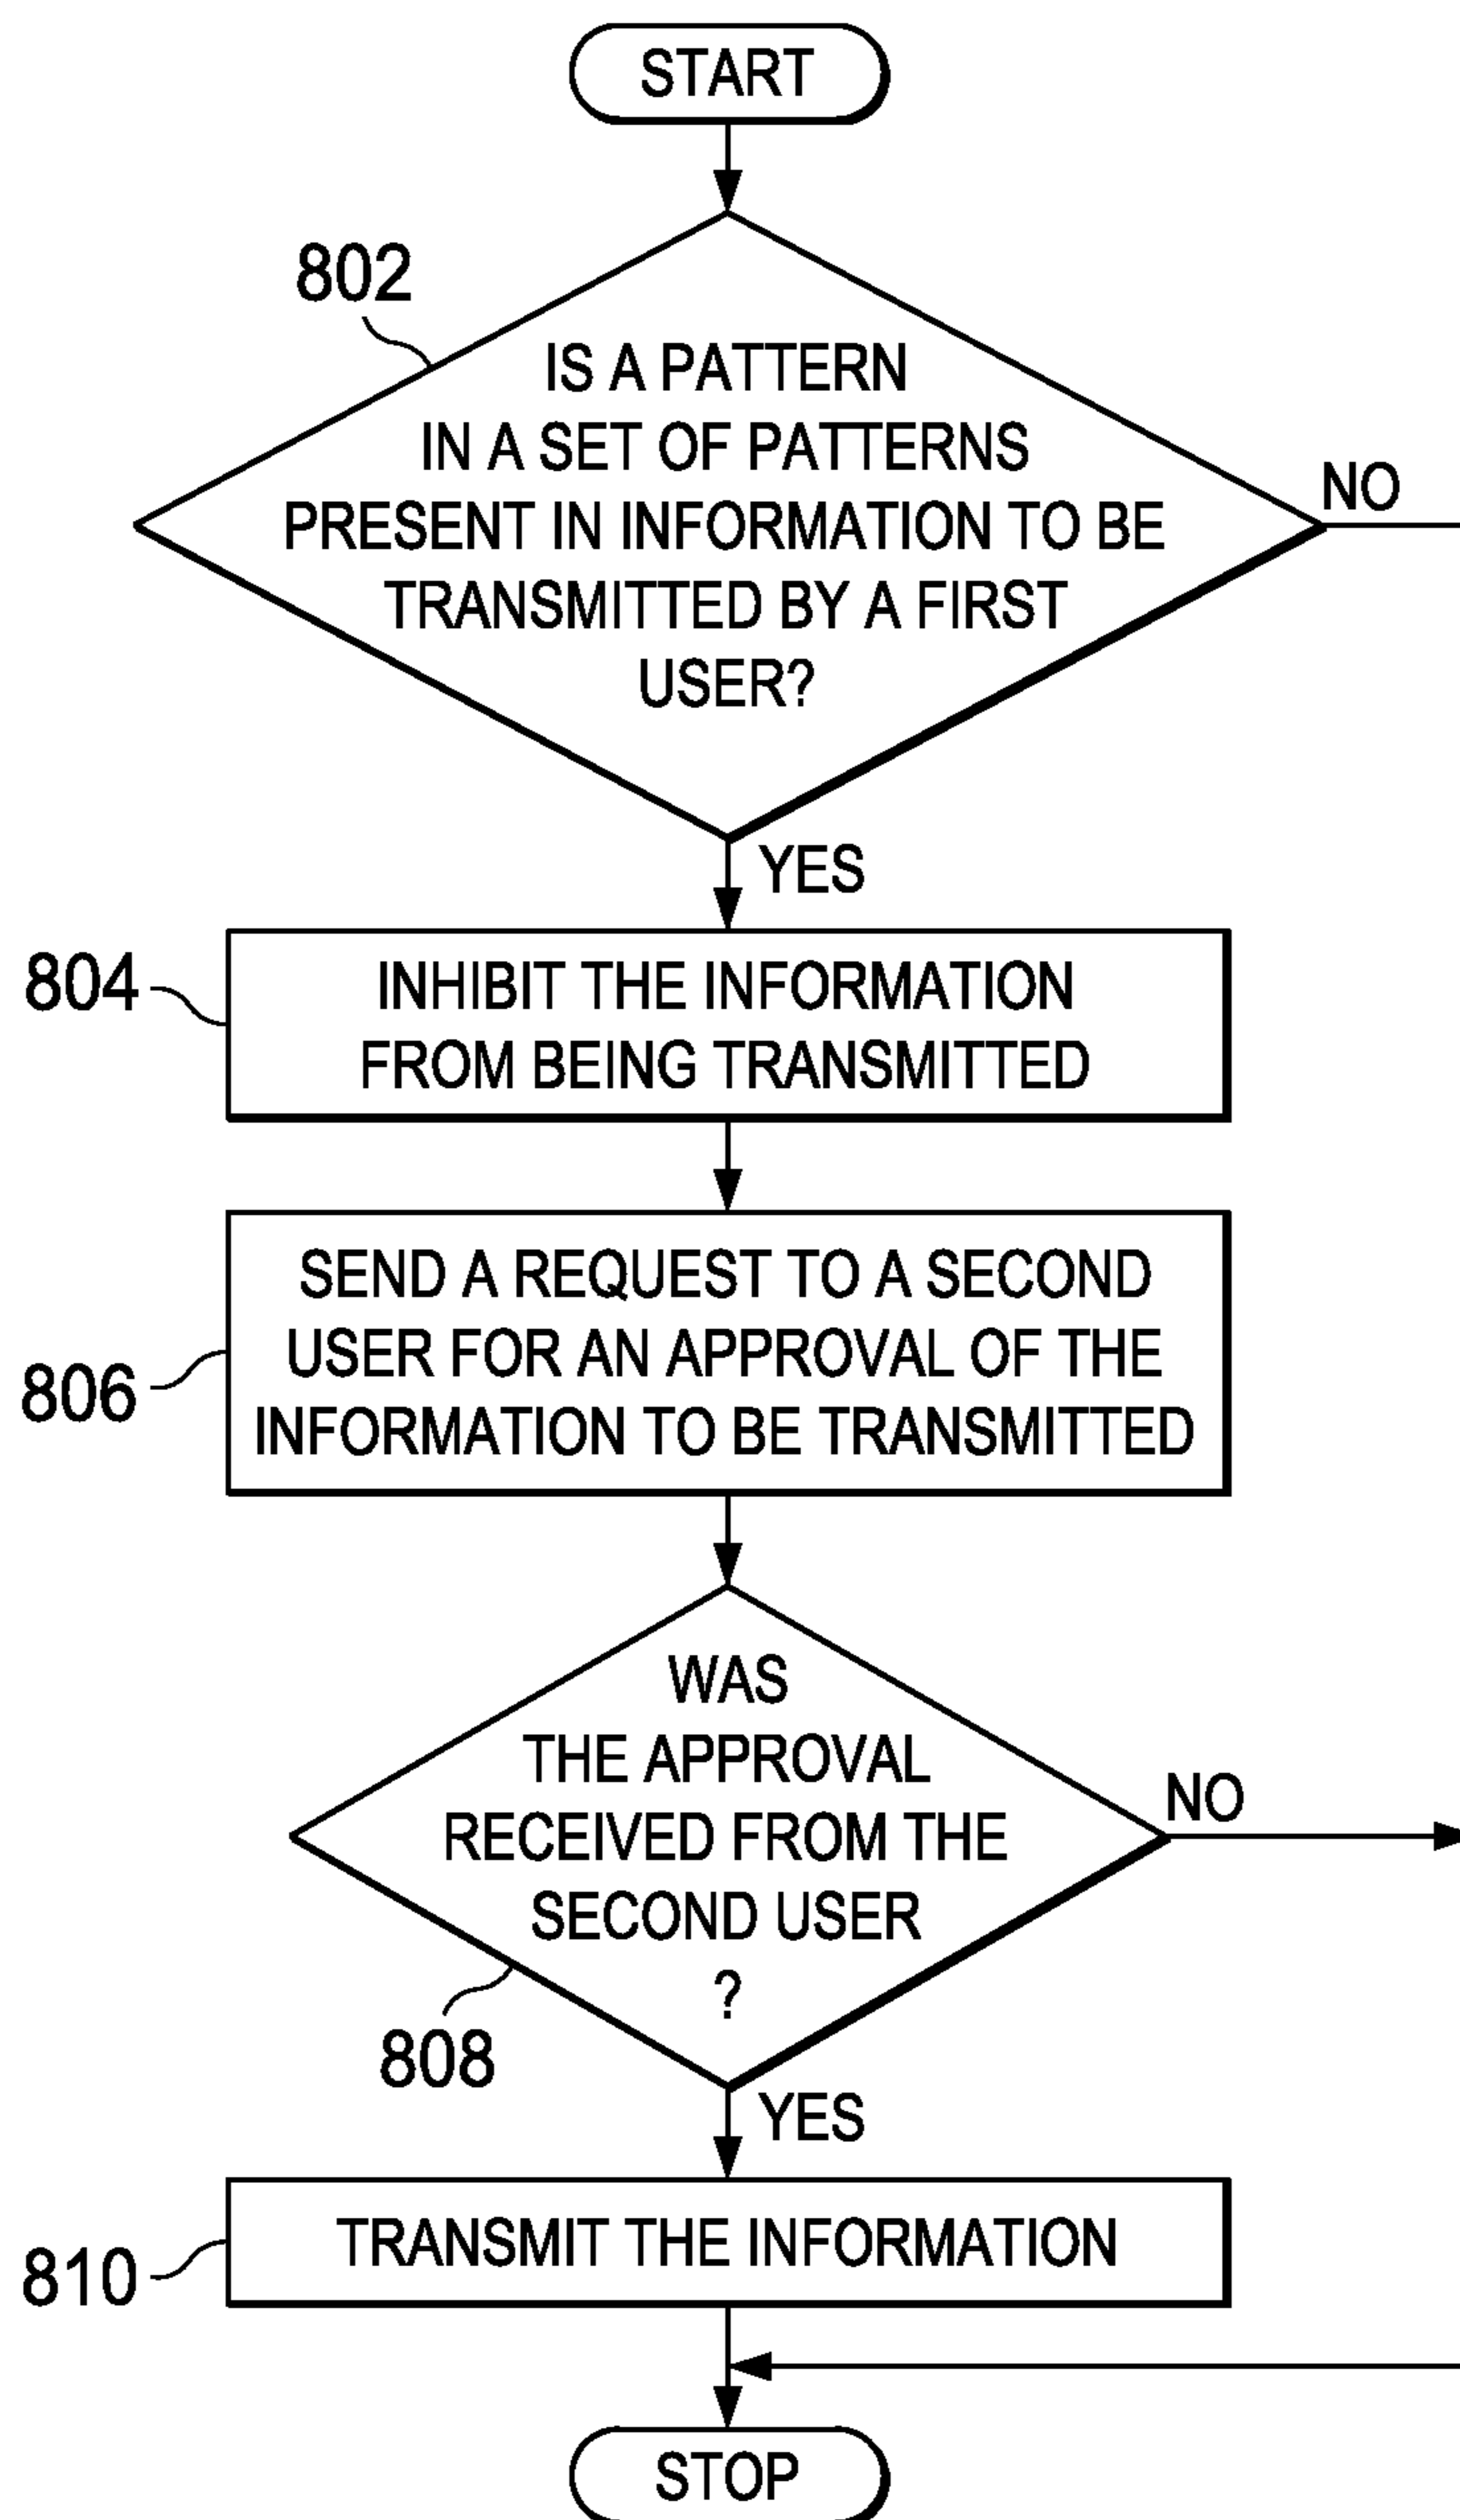 START
802
IS A PATTERN
IN A SET OF PATTERNS
PRESENT IN INFORMATION TO BE
TRANSMITTED BY A FIRST
USER?
NO
YES
804
INHIBIT THE INFORMATION
FROM BEING TRANSMITTED
806
SEND A REQUEST TO A SECOND
USER FOR AN APPROVAL OF THE
INFORMATION TO BE TRANSMITTED
WAS
THE APPROVAL
RECEIVED FROM THE
SECOND USER
?
NO
808
YES
810
TRANSMIT THE INFORMATION
STOP